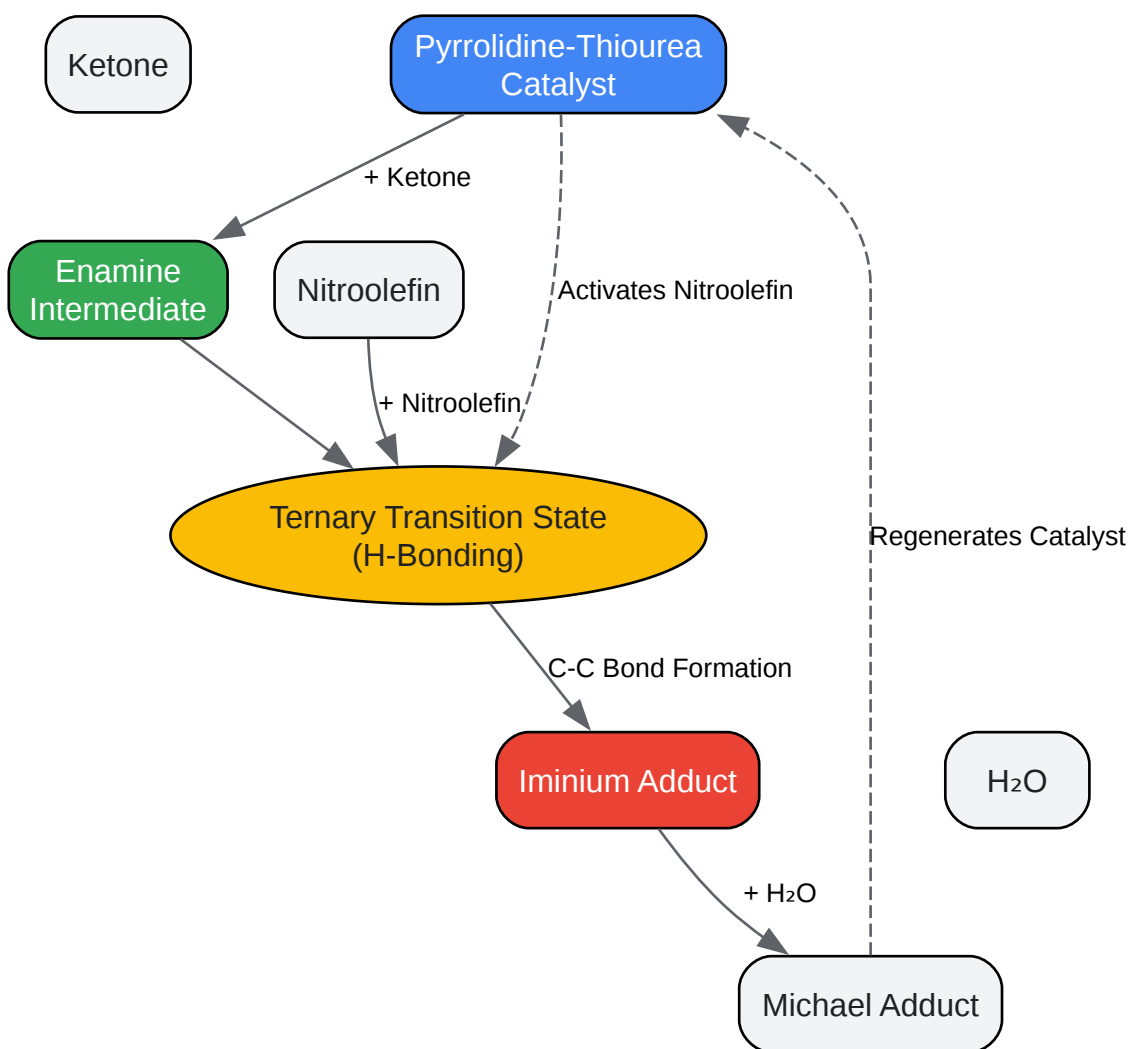 Ketone
Pyrrolidine-Thiourea
Catalyst
+ Ketone
Enamine
Intermediate
Nitroolefin
Activates Nitroolefin
+ Nitroolefin
Ternary Transition State
(H-Bonding)
Regenerates Catalyst
C-C Bond Formation
Iminium Adduct
H₂O
+ H₂O
Michael Adduct